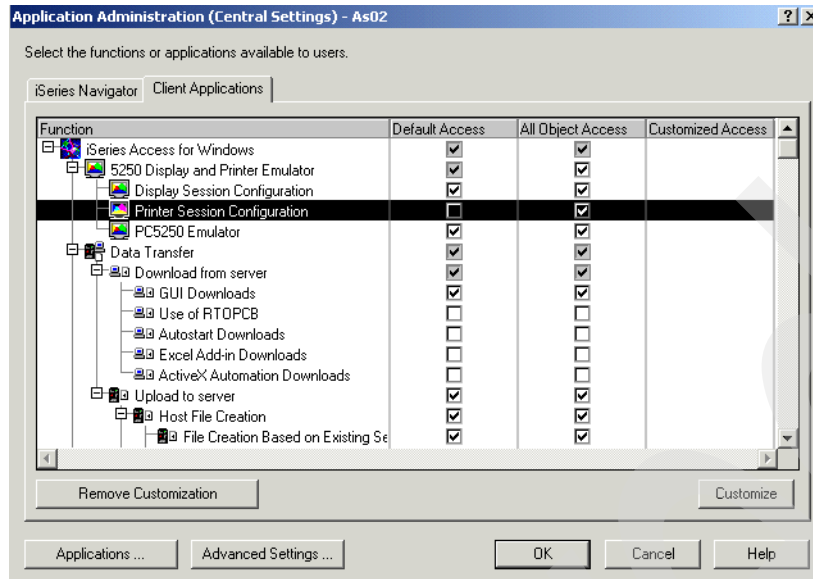 Application Administration (Central Settings) - As02
Select the functions or applications available to users.
iSeries Navigator Client Applications
Function Default Access All Object Access Customized Access
iSeries Access for Windows
5250 Display and Printer Emulator
Display Session Configuration
Printer Session Configuration
PC5250 Emulator
Data Transfer
Download from server
GUI Downloads
Use of RTOPCB
Autostart Downloads
Excel Add-in Downloads
ActiveX Automation Downloads
Upload to server
Host File Creation
File Creation Based on Existing Se
Remove Customization Customize
Applications ... Advanced Settings ... OK Cancel Help